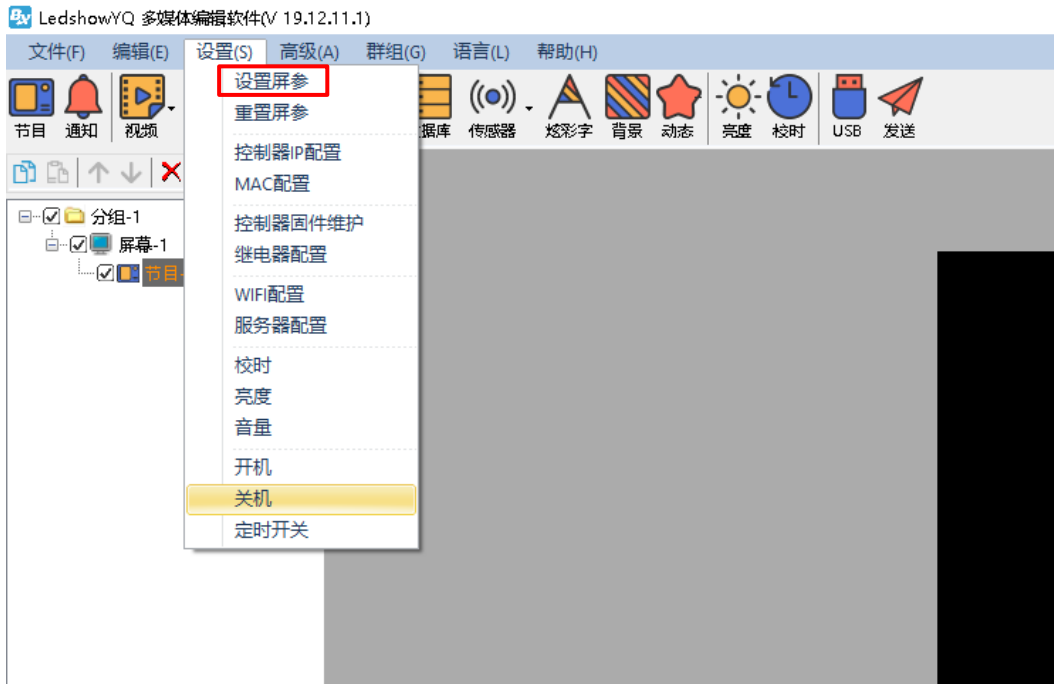 LedshowYQ 多媒体编辑软件(V 19.12.11.1)
文件(F) 编辑(E) 设置(S) 高级(A) 群组(G) 语言(L) 帮助(H)
节目 通知 视频 据库 传感器 炫彩字 背景 动态 亮度 校时 USB 发送
设置屏参
重置屏参
控制器IP配置
MAC配置
控制器固件维护
继电器配置
WIFI配置
服务器配置
校时
亮度
音量
开机
关机
定时开关
分组-1
屏幕-1
节目-